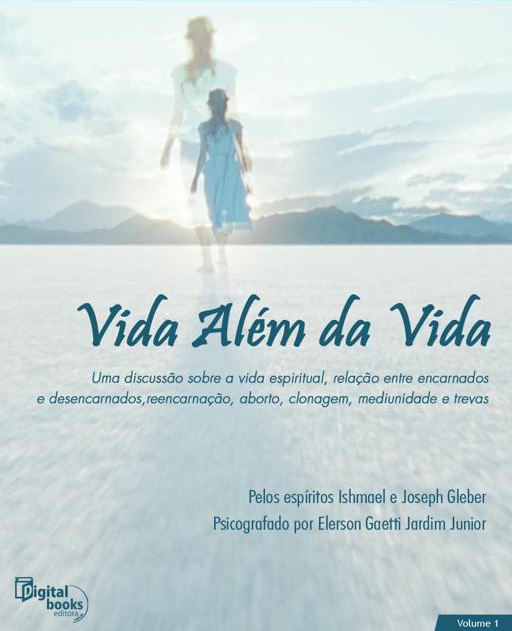 Vida Além da Vida
Uma discussão sobre a vida espiritual, relação entre encarnados
e desencarnados,reencarnação, aborto, clonagem, mediunidade e trevas
Pelos espíritos Ishmael e Joseph Gleber
Psicografado por Elerson Gaetti Jardim Junior
Digital
books
editora
Volume 1